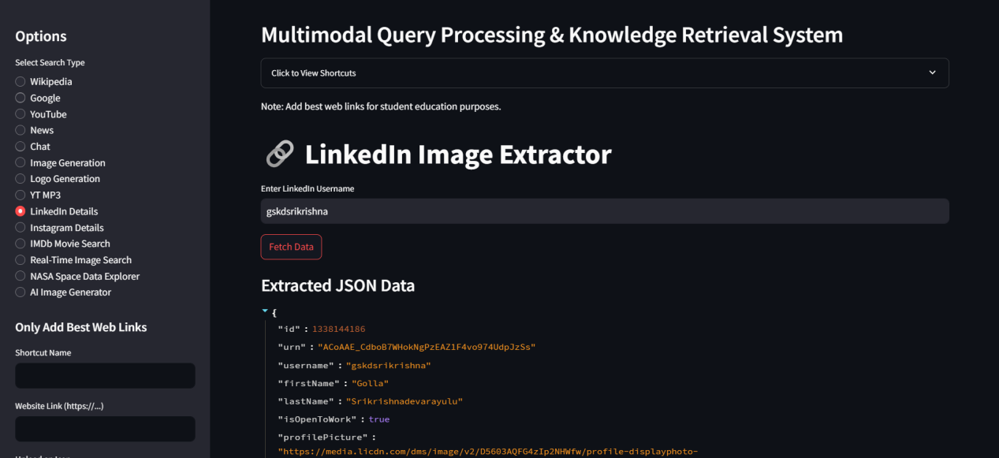 Options
Select Search Type
Wikipedia
Google
YouTube
News
Chat
Image Generation
Logo Generation
YT MP3
LinkedIn Details
Instagram Details
IMDb Movie Search
Real-Time Image Search
NASA Space Data Explorer
AI Image Generator
Only Add Best Web Links
Shortcut Name
Website Link (https://...)
Multimodal Query Processing & Knowledge Retrieval System
Click to View Shortcuts
Note: Add best web links for student education purposes.
LinkedIn Image Extractor
Enter LinkedIn Username
gskdsrikrishna
Fetch Data
Extracted JSON Data
{
"id" : 1338144186
"urn" : "ACoAAE_CdboB7WHokNgPzEAZ1F4vo974UdpJzSs"
"username" : "gskdsrikrishna"
"firstName" : "Golla"
"lastName" : "Srikrishnadevarayulu"
"isOpenToWork" : true
"profilePicture" :
"https://media.licdn.com/dms/image/v2/D5603AQFG4zIp2NHWfw/profile-displayphoto-